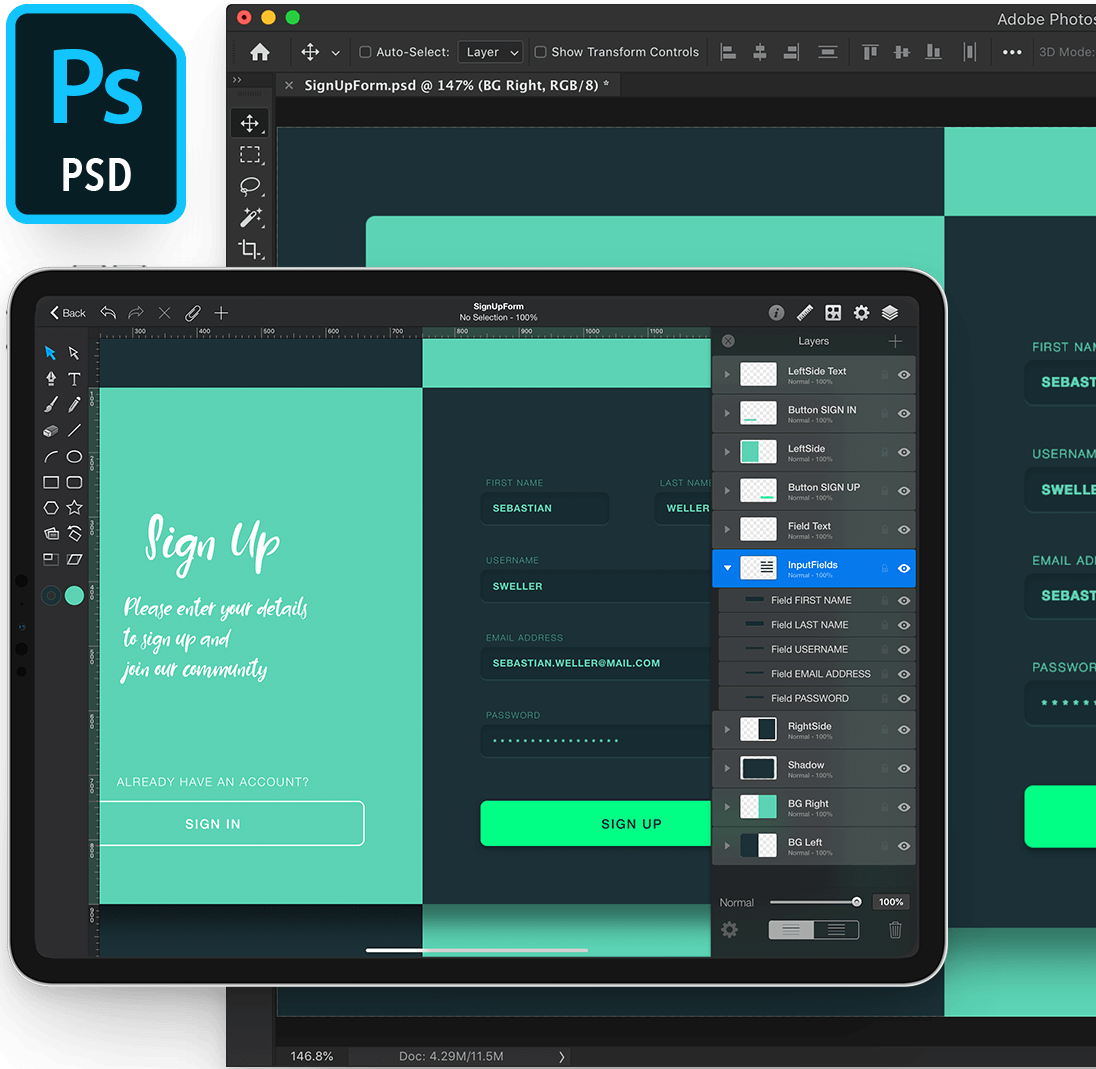 Ps
PSD
Adobe Photos
Auto-Select:
Layer
Show Transform Controls
3D Mode:
SignUpForm.psd @ 147% (BG Right, RGB/8) *
FIRST NAM
SEBAST
USERNAM
SWELLE
EMAIL AD
SEBAST
PASSWOR
146.8%
Doc: 4.29M/11.5M
Back
SignUpForm
No Selection - 100%
300 400 500 600 700 800 900 1000 1100
Sign Up
Please enter your details
to sign up and
join our community
ALREADY HAVE AN ACCOUNT?
SIGN IN
FIRST NAME
LAST NAME
SEBASTIAN
WELLER
USERNAME
SWELLER
EMAIL ADDRESS
SEBASTIAN.WELLER@MAIL.COM
PASSWORD
SIGN UP
Layers
LeftSide Text
Normal - 100%
Button SIGN IN
Normal - 100%
LeftSide
Normal - 100%
Button SIGN UP
Normal - 100%
Field Text
Normal - 100%
InputFields
Normal - 100%
Field FIRST NAME
Field LAST NAME
Field USERNAME
Field EMAIL ADDRESS
Field PASSWORD
RightSide
Normal - 100%
Shadow
Normal - 100%
BG Right
Normal - 100%
BG Left
Normal - 100%
Normal
100%